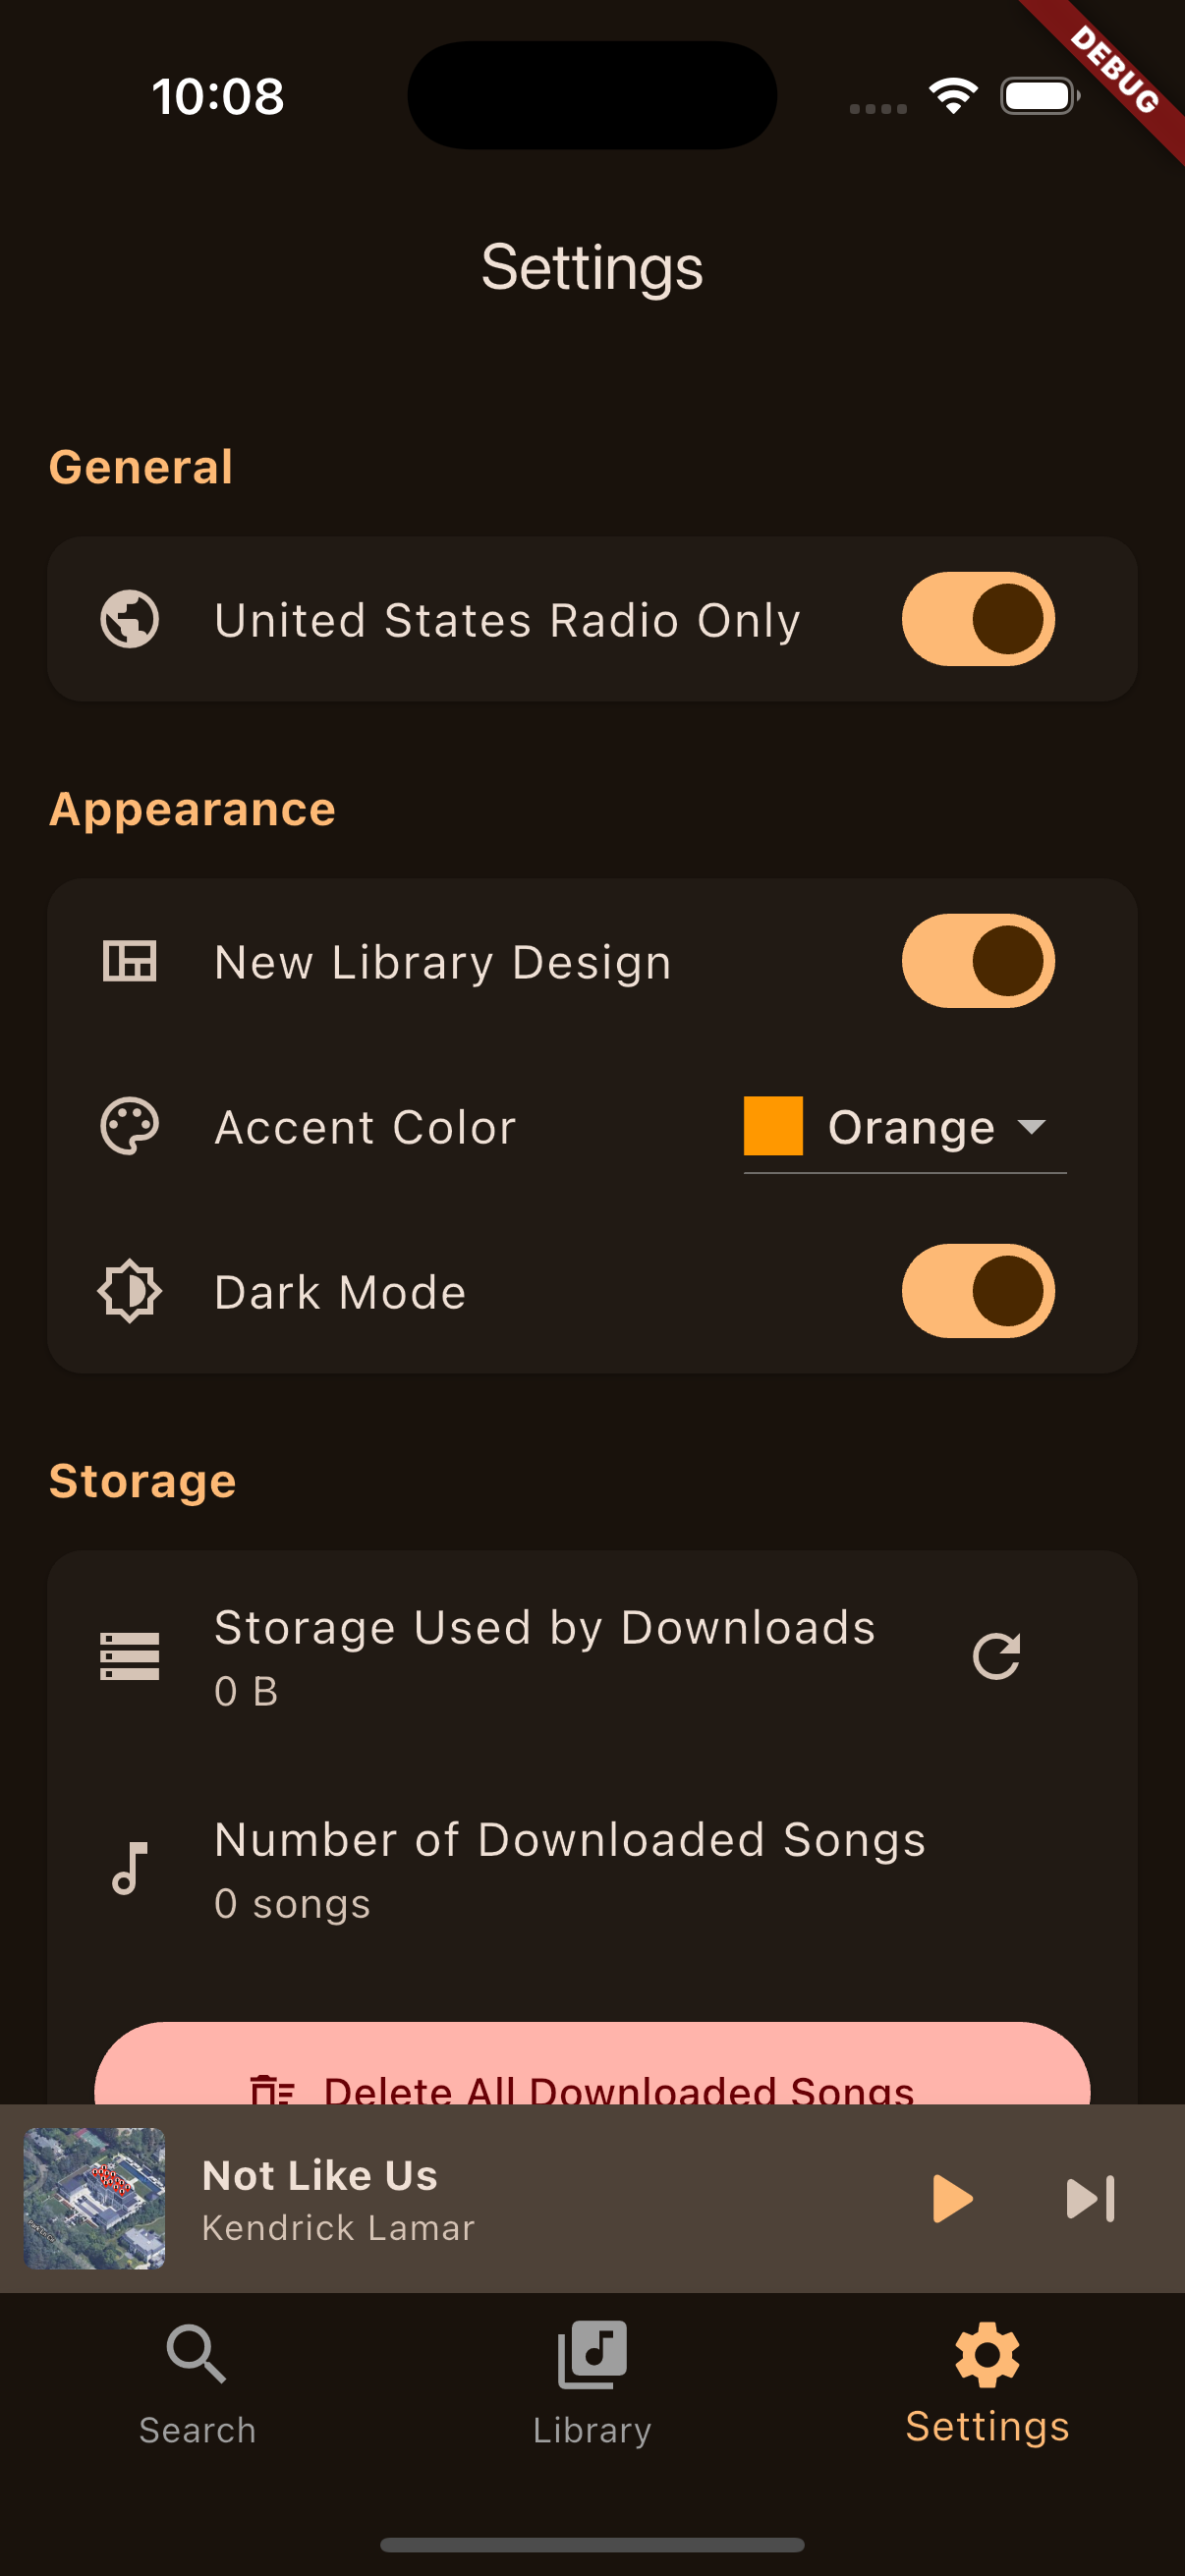 10:08
DEBUG
Settings
General
United States Radio Only
Appearance
New Library Design
Accent Color
Orange
Dark Mode
Storage
Storage Used by Downloads
0 B
Number of Downloaded Songs
0 songs
Delete All Downloaded Songs
Not Like Us
Kendrick Lamar
Search
Library
Settings